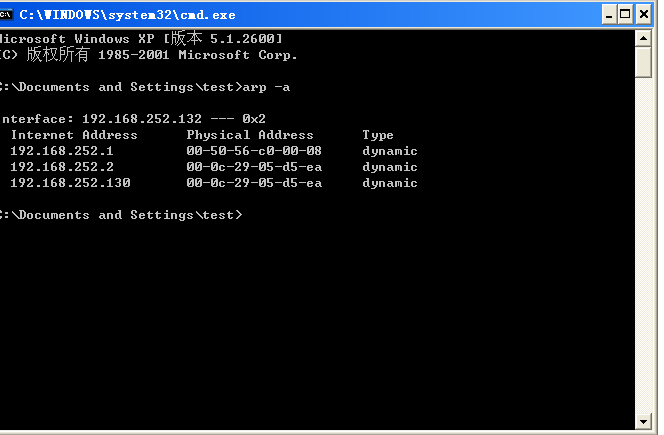 C:\WINDOWS\system32\cmd.exe
Microsoft Windows XP [版本 5.1.2600]
(C) 版权所有 1985-2001 Microsoft Corp.
C:\Documents and Settings\test>arp -a
Interface: 192.168.252.132 --- 0x2
Internet Address Physical Address Type
192.168.252.1 00-50-56-c0-00-08 dynamic
192.168.252.2 00-0c-29-05-d5-ea dynamic
192.168.252.130 00-0c-29-05-d5-ea dynamic
C:\Documents and Settings\test>